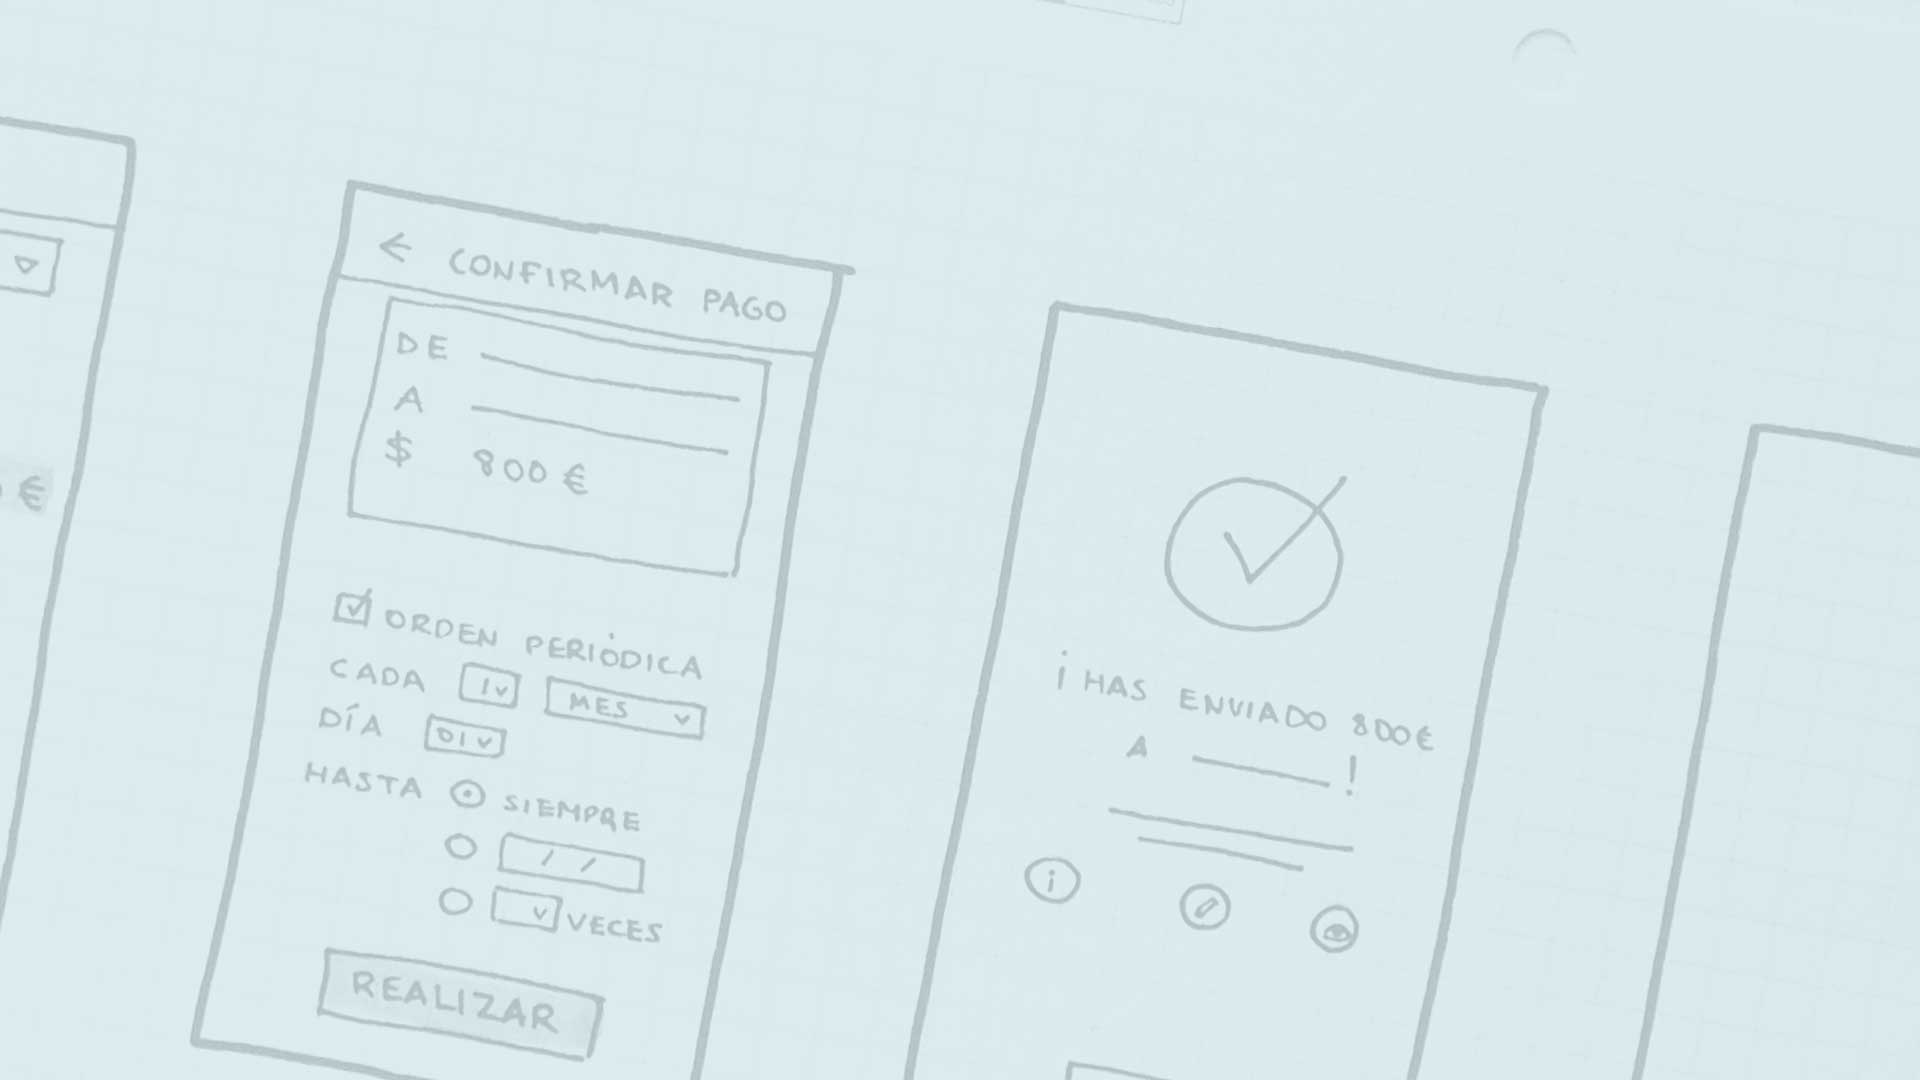 €
← CONFIRMAR PAGO
DE
A
$ 800 €
ORDEN PERIÓDICA
CADA 1 MES
DÍA 01
HASTA SIEMPRE
/ /
VECES
REALIZAR
¡HAS ENVIADO 800€
A !
i